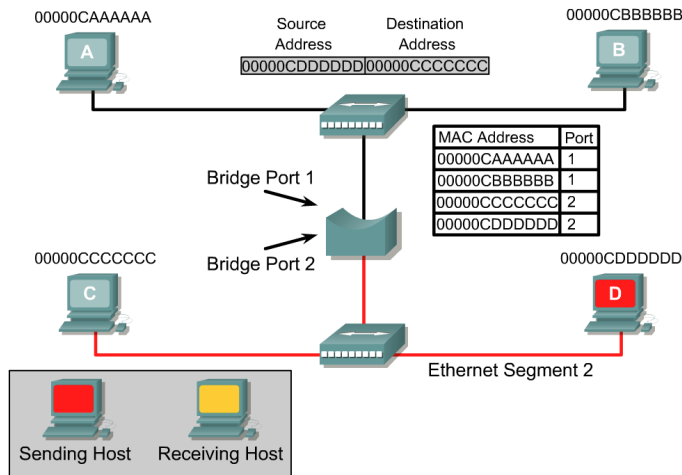 00000CAAAAAA
A
Source Address
Destination Address
00000CDDDDDD 00000CCCCCCC
00000CBBBBBB
B
MAC Address Port
00000CAAAAAA 1
00000CBBBBBB 1
00000CCCCCCC 2
00000CDDDDDD 2
Bridge Port 1
Bridge Port 2
00000CCCCCCC
C
00000CDDDDDD
D
Ethernet Segment 2
Sending Host
Receiving Host